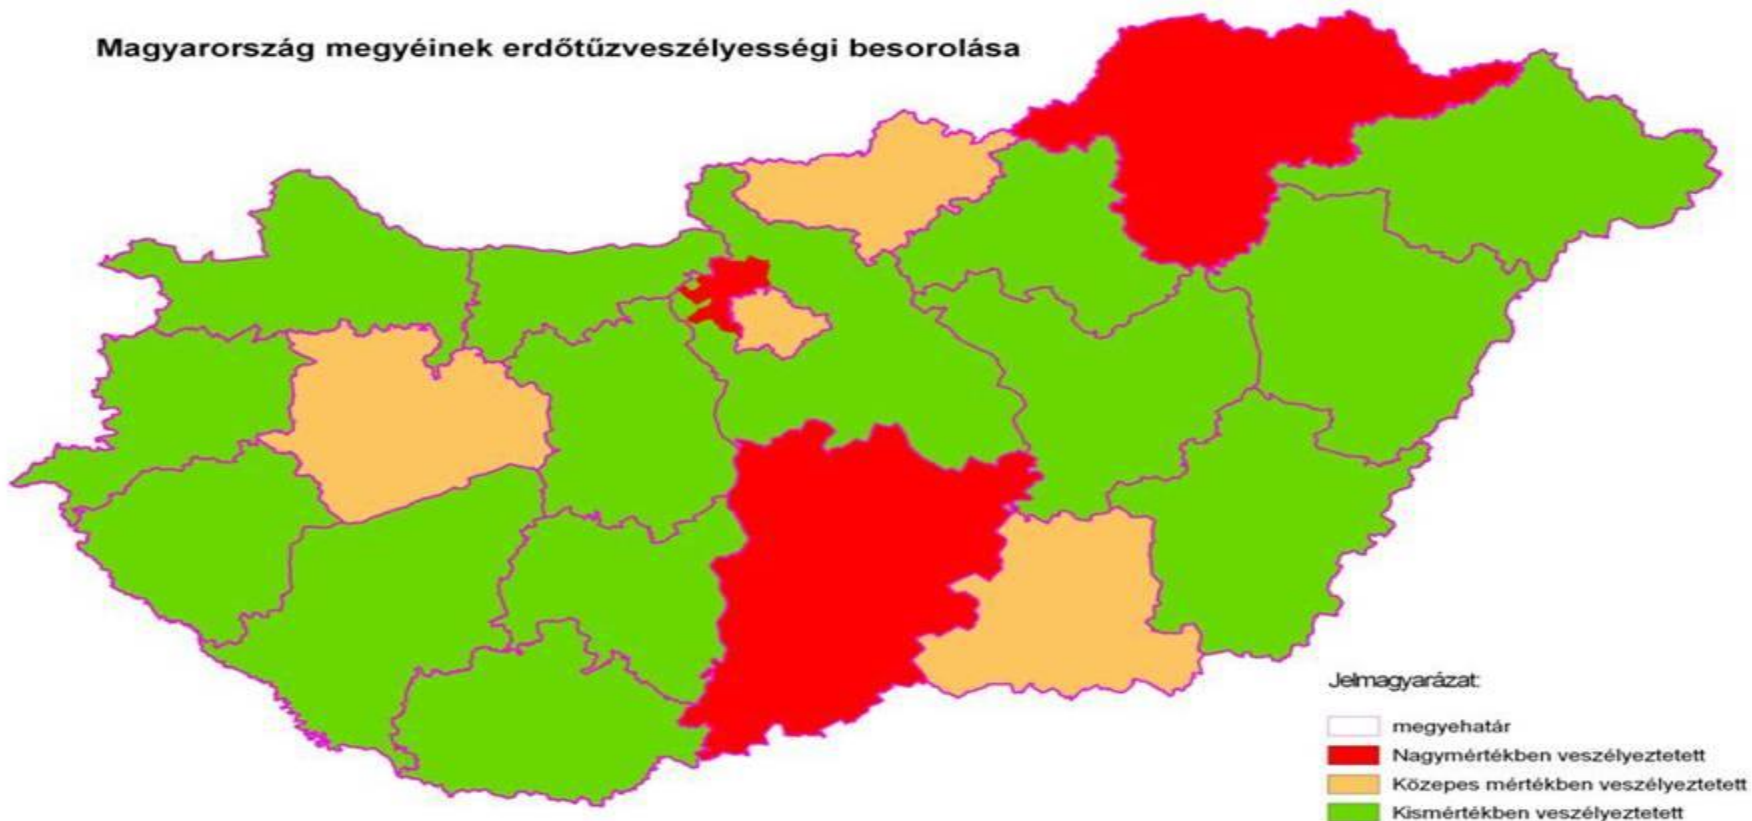 Magyarország megyéinek erdőtűzveszélyességi besorolása
Jelmagyarázat:
megyehatár
Nagymértékben veszélyeztetett
Közepes mértékben veszélyeztetett
Kismértékben veszélyeztetett